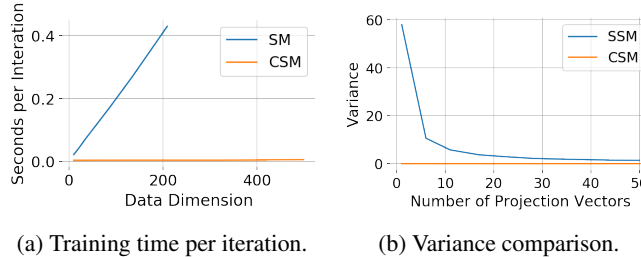 Seconds per Interation
0.4
0.2
0.0
0
200
400
Data Dimension
SM
CSM
(a) Training time per iteration.
Variance
60
40
20
0
0
10
20
30
40
50
Number of Projection Vectors
SSM
CSM
(b) Variance comparison.